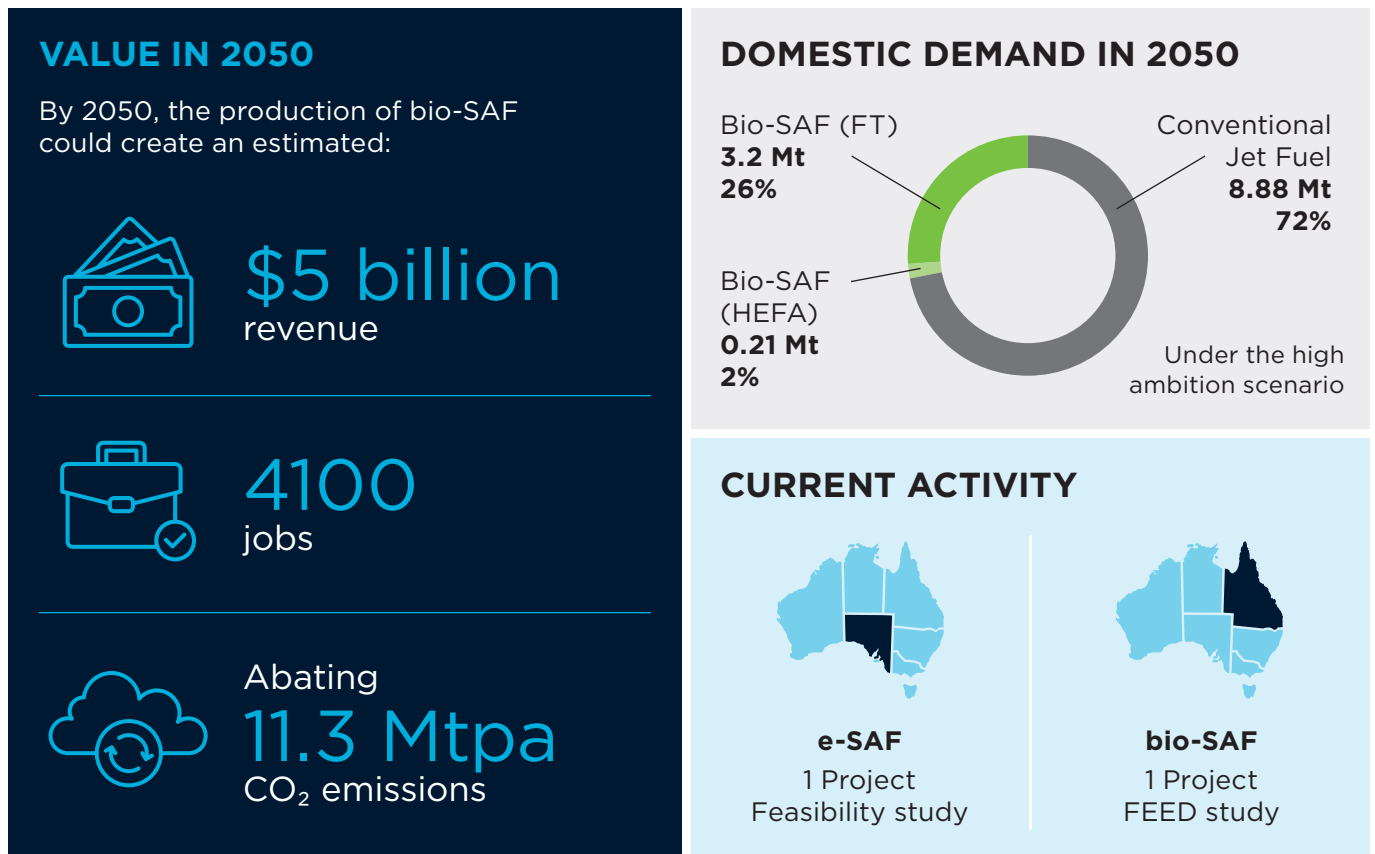 VALUE IN 2050
By 2050, the production of bio-SAF
could create an estimated:
$5 billion
revenue
4100
jobs
Abating
11.3 Mtpa
CO₂ emissions
DOMESTIC DEMAND IN 2050
Bio-SAF (FT)
3.2 Mt
26%
Conventional
Jet Fuel
8.88 Mt
72%
Bio-SAF
(HEFA)
0.21 Mt
2%
Under the high
ambition scenario
CURRENT ACTIVITY
e-SAF
1 Project
Feasibility study
bio-SAF
1 Project
FEED study